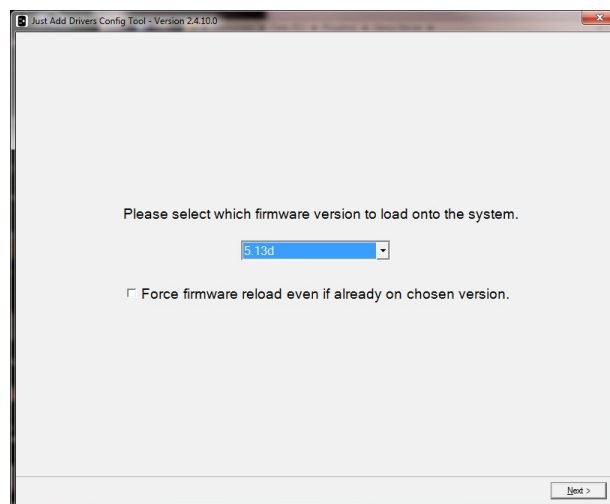 Just Add Drivers Config Tool - Version 2.4.10.0
Please select which firmware version to load onto the system.
5.13d
Force firmware reload even if already on chosen version.
Next >